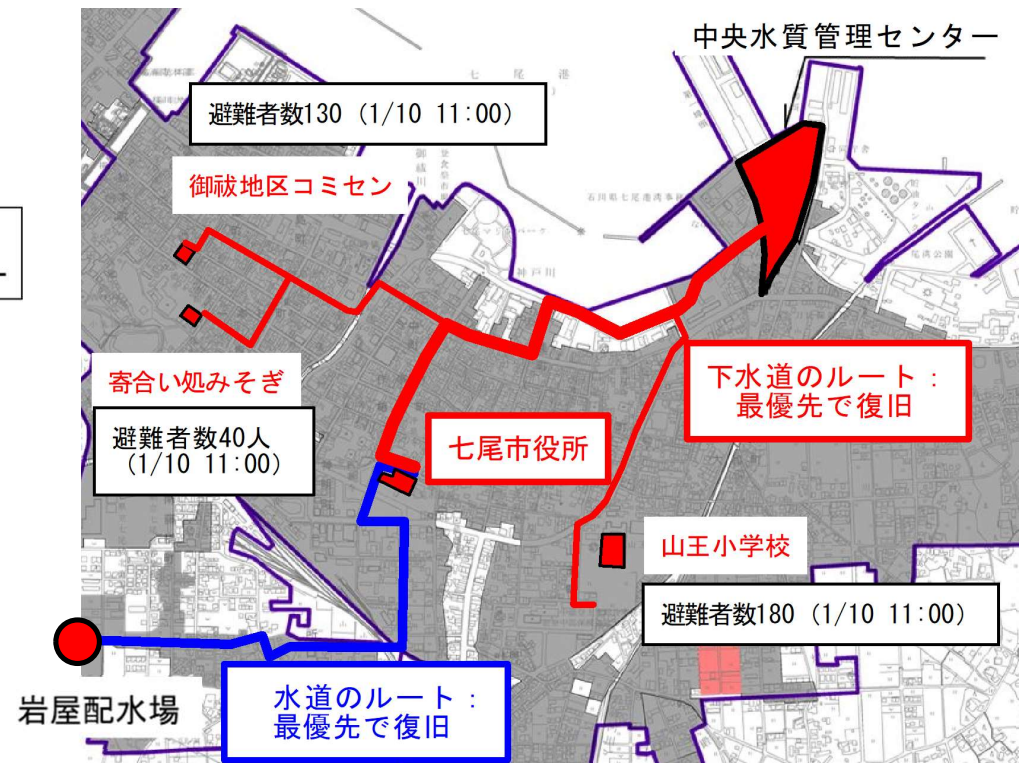 中央水質管理センター
七尾港
避難者数130 (1/10 11:00)
御祓地区コミセン
御祓川
神戸川
寄合い処みそぎ
避難者数40人
(1/10 11:00)
七尾市役所
下水道のルート：
最優先で復旧
山王小学校
避難者数180 (1/10 11:00)
水道のルート：
最優先で復旧
岩屋配水場